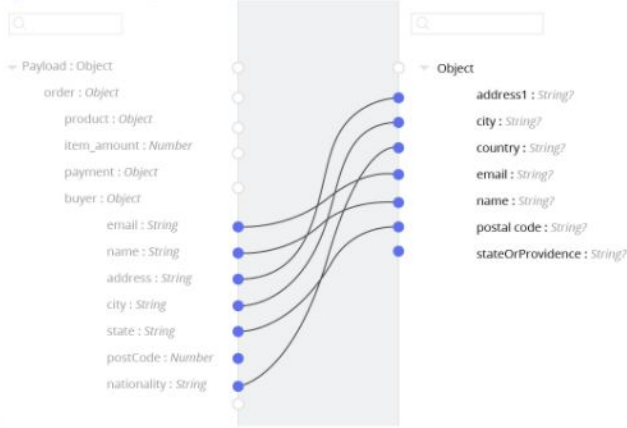 Payload : Object
order : Object
product : Object
item_amount : Number
payment : Object
buyer : Object
email : String
name : String
address : String
city : String
state : String
postCode : Number
nationality : String
Object
address1 : String?
city : String?
country : String?
email : String?
name : String?
postal code : String?
stateOrProvidence : String?